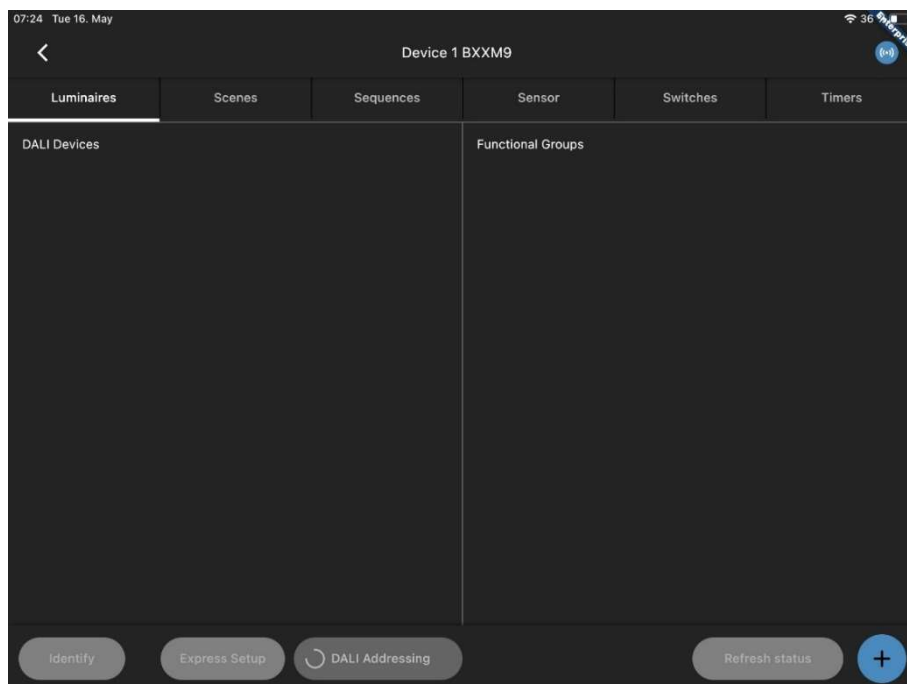 07:24 Tue 16. May
36
Enterpri
Device 1 BXXM9
Luminaires Scenes Sequences Sensor Switches Timers
DALI Devices
Functional Groups
Identify Express Setup DALI Addressing Refresh status +